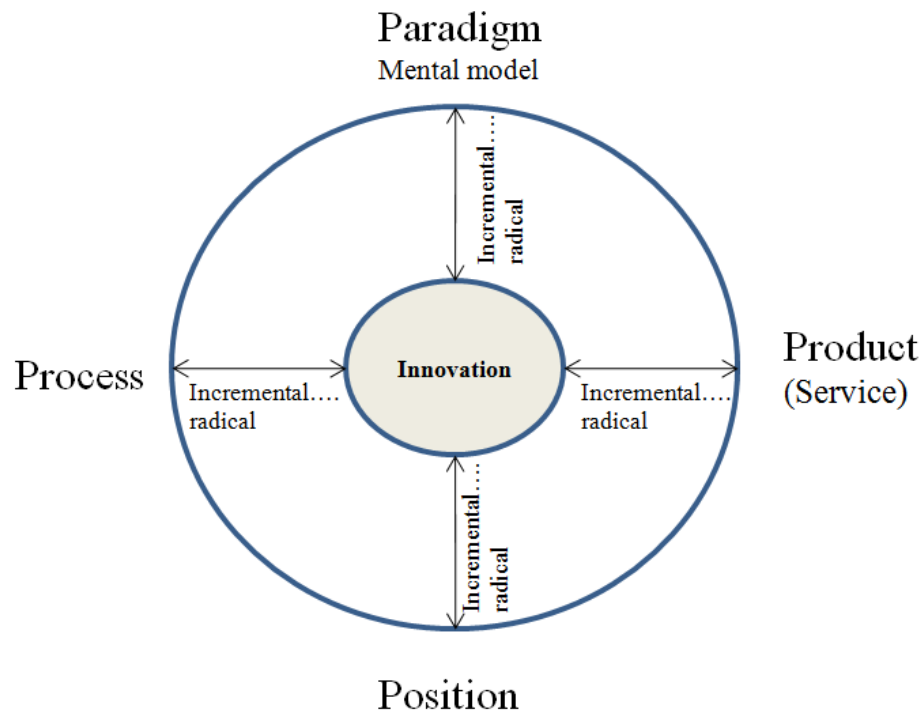 Paradigm
Mental model
Incremental….
radical
Process
Incremental….
radical
Innovation
Incremental….
radical
Product
(Service)
Incremental….
radical
Position